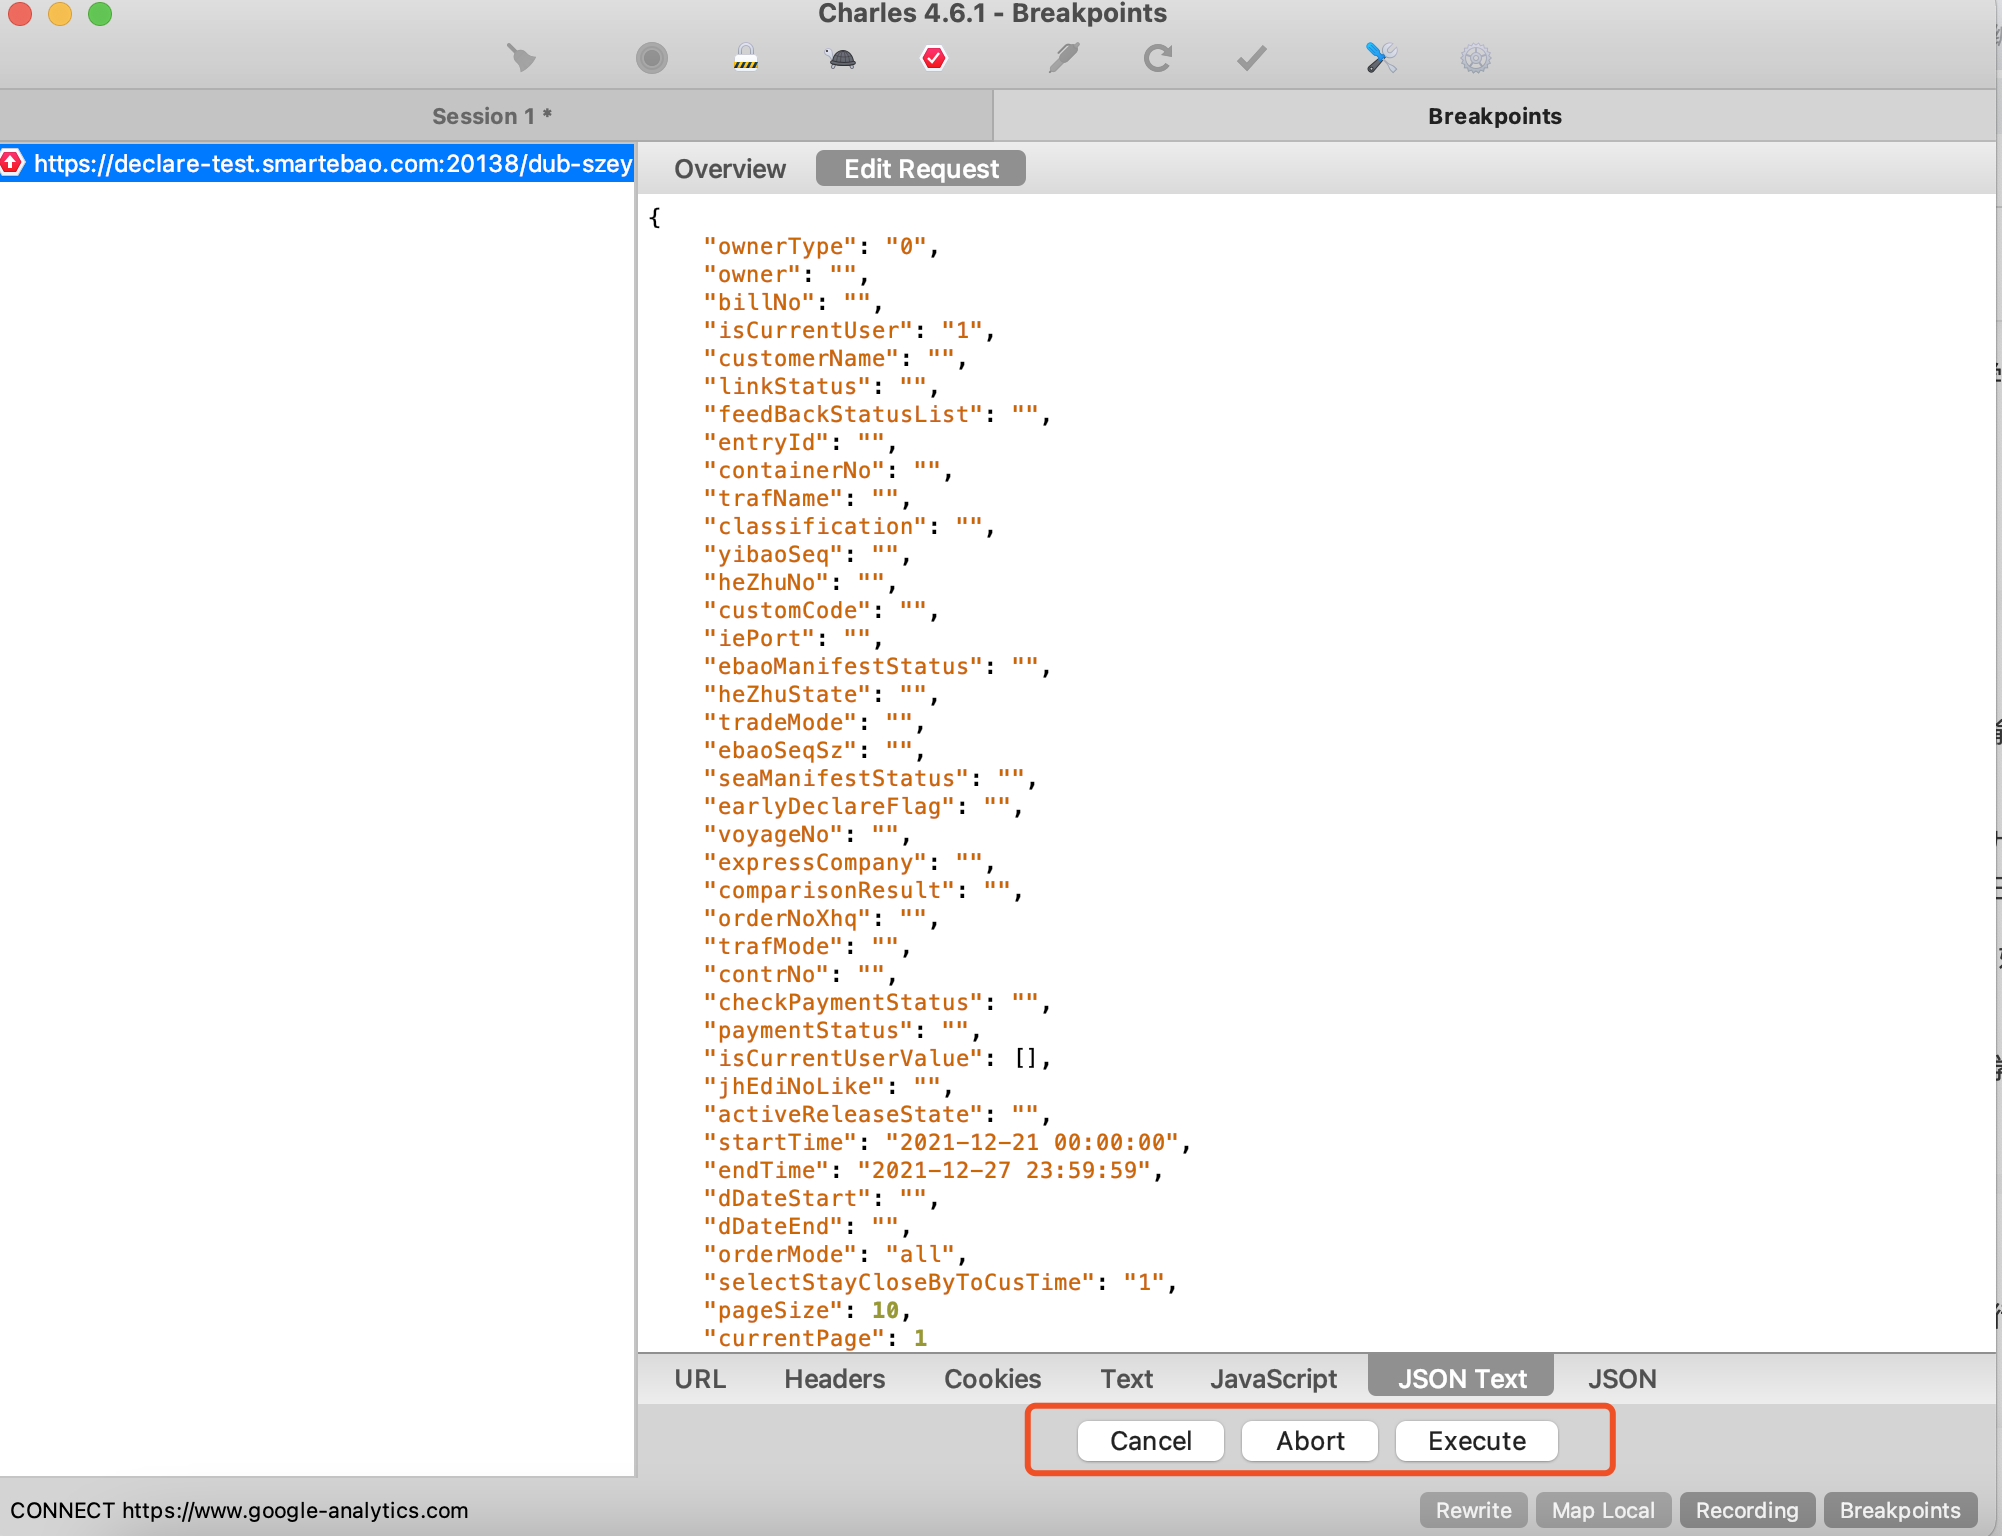 Charles 4.6.1 - Breakpoints
Session 1 *
Breakpoints
https://declare-test.smartebao.com:20138/dub-szey
Overview
Edit Request
{
"ownerType": "0",
"owner": "",
"billNo": "",
"isCurrentUser": "1",
"customerName": "",
"linkStatus": "",
"feedBackStatusList": "",
"entryId": "",
"containerNo": "",
"trafName": "",
"classification": "",
"yibaoSeq": "",
"heZhuNo": "",
"customCode": "",
"iePort": "",
"ebaoManifestStatus": "",
"heZhuState": "",
"tradeMode": "",
"ebaoSeqSz": "",
"seaManifestStatus": "",
"earlyDeclareFlag": "",
"voyageNo": "",
"expressCompany": "",
"comparisonResult": "",
"orderNoXhq": "",
"trafMode": "",
"contrNo": "",
"checkPaymentStatus": "",
"paymentStatus": "",
"isCurrentUserValue": [],
"jhEdiNoLike": "",
"activeReleaseState": "",
"startTime": "2021-12-21 00:00:00",
"endTime": "2021-12-27 23:59:59",
"dDateStart": "",
"dDateEnd": "",
"orderMode": "all",
"selectStayCloseByToCusTime": "1",
"pageSize": 10,
"currentPage": 1
URL Headers Cookies Text JavaScript JSON Text JSON
Cancel Abort Execute
CONNECT https://www.google-analytics.com
Rewrite Map Local Recording Breakpoints